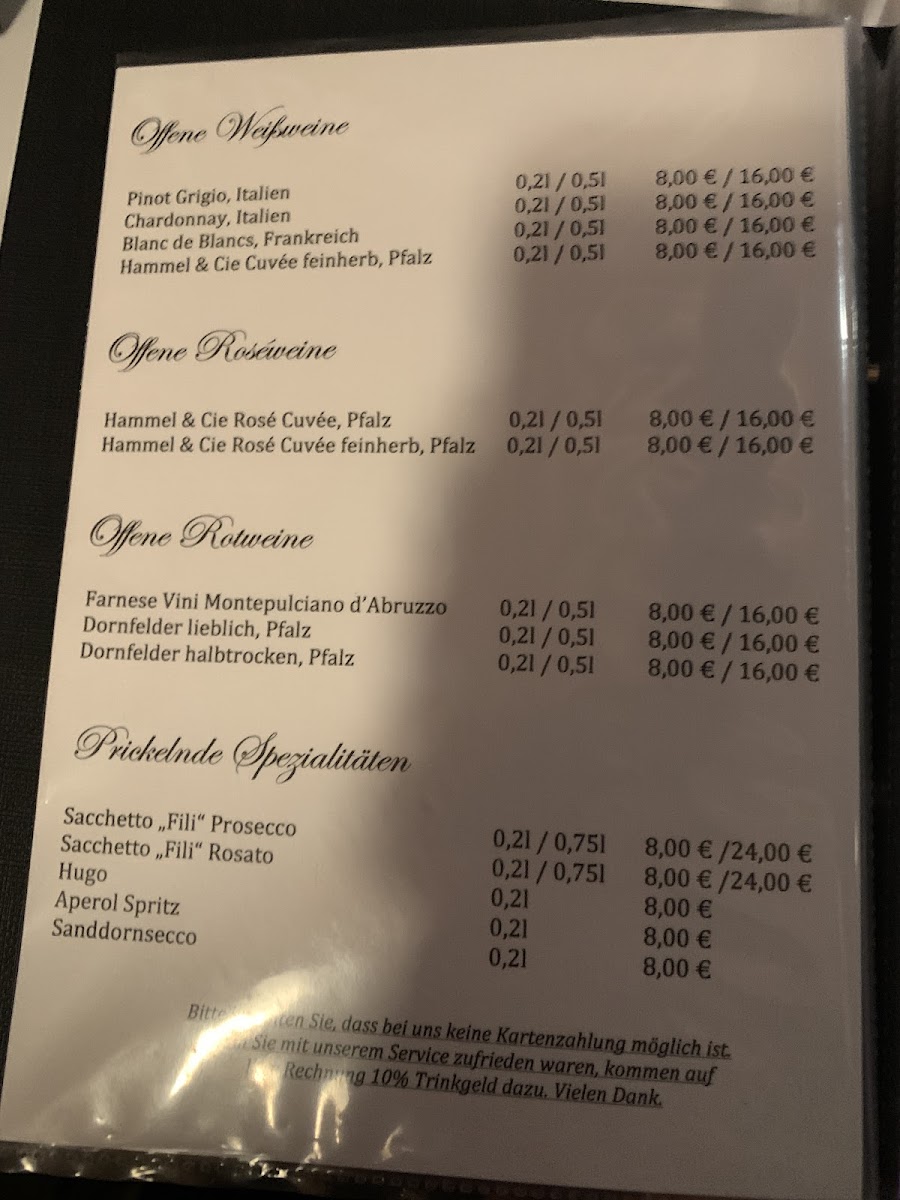 Offene Weißweine
Pinot Grigio, Italien 0,2l / 0,5l 8,00 € / 16,00 €
Chardonnay, Italien 0,2l / 0,5l 8,00 € / 16,00 €
Blanc de Blancs, Frankreich 0,2l / 0,5l 8,00 € / 16,00 €
Hammel & Cie Cuvée feinherb, Pfalz 0,2l / 0,5l 8,00 € / 16,00 €
Offene Roséweine
Hammel & Cie Rosé Cuvée, Pfalz 0,2l / 0,5l 8,00 € / 16,00 €
Hammel & Cie Rosé Cuvée feinherb, Pfalz 0,2l / 0,5l 8,00 € / 16,00 €
Offene Rotweine
Farnese Vini Montepulciano d’Abruzzo 0,2l / 0,5l 8,00 € / 16,00 €
Dornfelder lieblich, Pfalz 0,2l / 0,5l 8,00 € / 16,00 €
Dornfelder halbtrocken, Pfalz 0,2l / 0,5l 8,00 € / 16,00 €
Prickelnde Spezialitäten
Sacchetto „Fili“ Prosecco 0,2l / 0,75l 8,00 € /24,00 €
Sacchetto „Fili“ Rosato 0,2l / 0,75l 8,00 € /24,00 €
Hugo 0,2l 8,00 €
Aperol Spritz 0,2l 8,00 €
Sanddornsecco 0,2l 8,00 €
Bitte Sie, dass bei uns keine Kartenzahlung möglich ist.
Sie mit unserem Service zufrieden waren, kommen auf
Rechnung 10% Trinkgeld dazu. Vielen Dank.